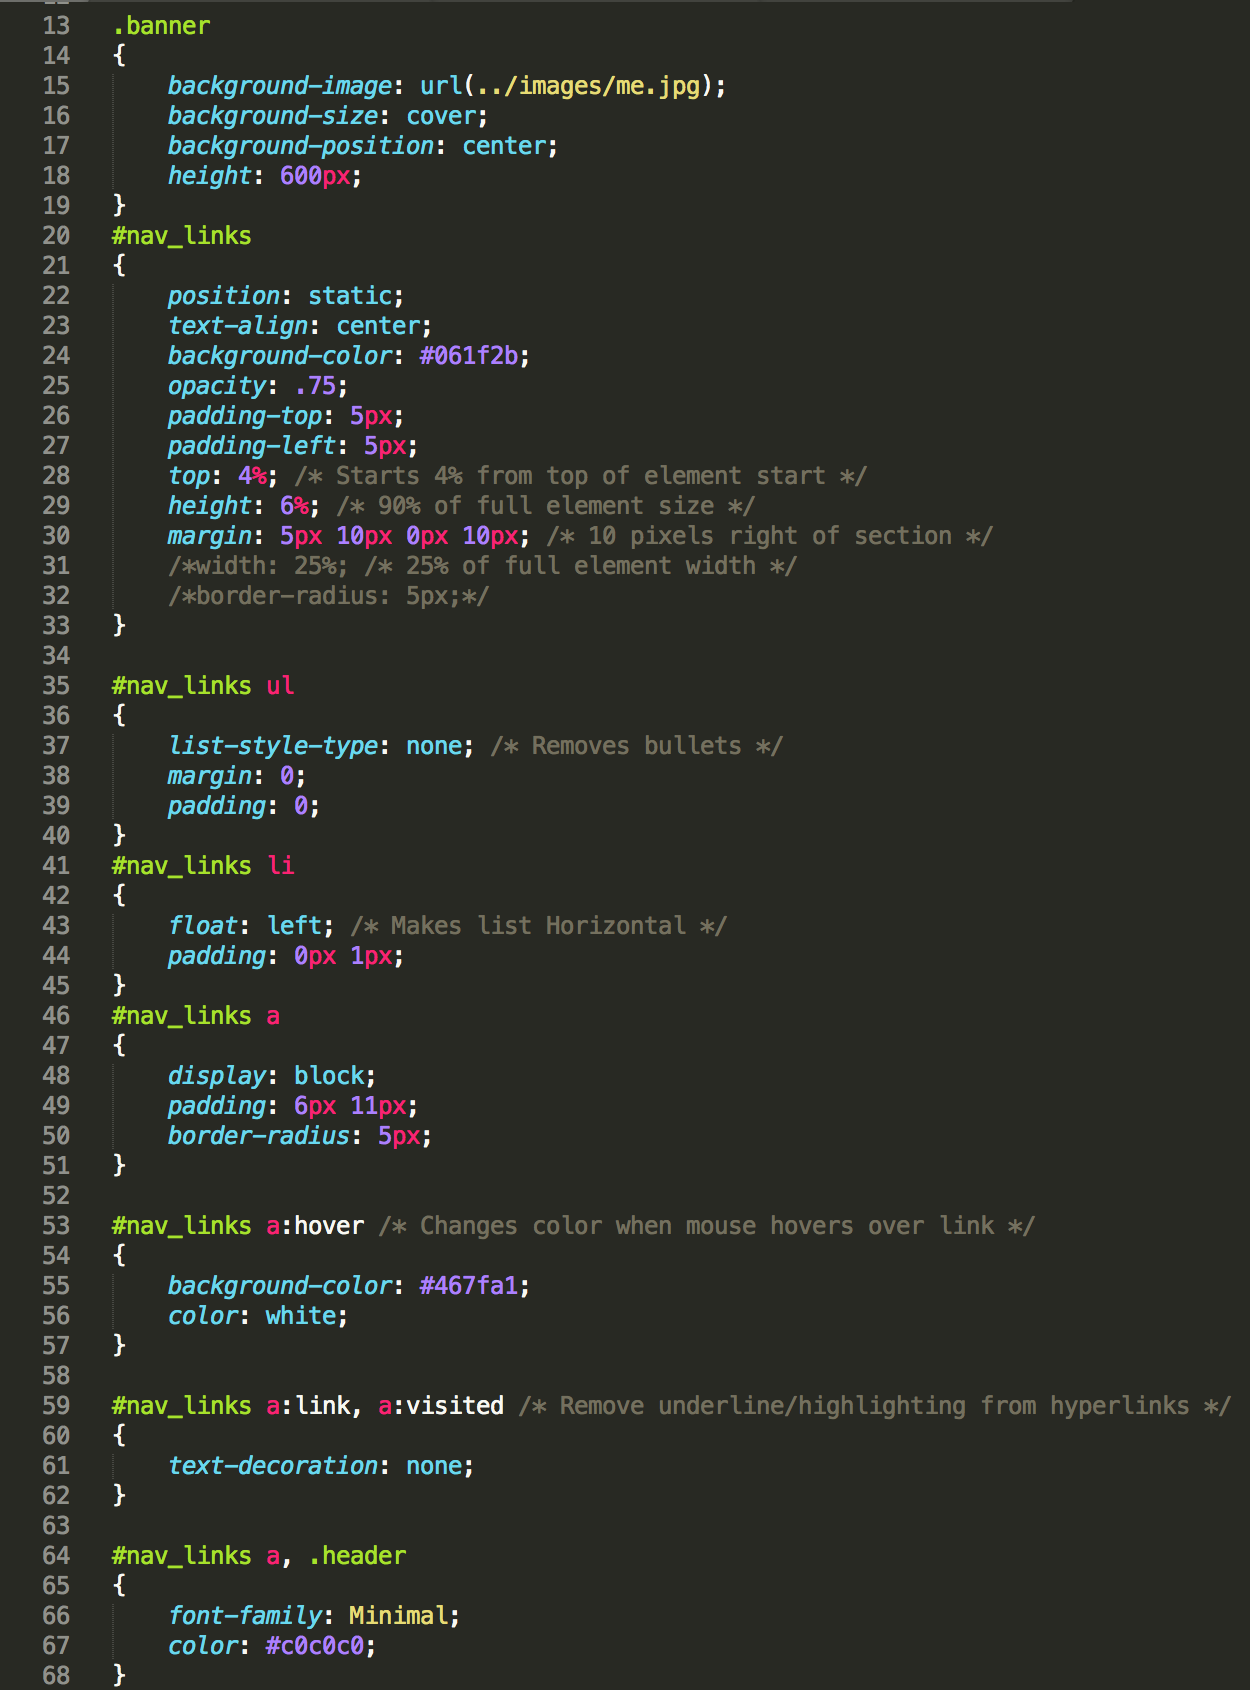 13 .banner
14 {
15 background-image: url(../images/me.jpg);
16 background-size: cover;
17 background-position: center;
18 height: 600px;
19 }
20 #nav_links
21 {
22 position: static;
23 text-align: center;
24 background-color: #061f2b;
25 opacity: .75;
26 padding-top: 5px;
27 padding-left: 5px;
28 top: 4%; /* Starts 4% from top of element start */
29 height: 6%; /* 90% of full element size */
30 margin: 5px 10px 0px 10px; /* 10 pixels right of section */
31 /*width: 25%; /* 25% of full element width */
32 /*border-radius: 5px;*/
33 }
34
35 #nav_links ul
36 {
37 list-style-type: none; /* Removes bullets */
38 margin: 0;
39 padding: 0;
40 }
41 #nav_links li
42 {
43 float: left; /* Makes list Horizontal */
44 padding: 0px 1px;
45 }
46 #nav_links a
47 {
48 display: block;
49 padding: 6px 11px;
50 border-radius: 5px;
51 }
52
53 #nav_links a:hover /* Changes color when mouse hovers over link */
54 {
55 background-color: #467fa1;
56 color: white;
57 }
58
59 #nav_links a:link, a:visited /* Remove underline/highlighting from hyperlinks */
60 {
61 text-decoration: none;
62 }
63
64 #nav_links a, .header
65 {
66 font-family: Minimal;
67 color: #c0c0c0;
68 }